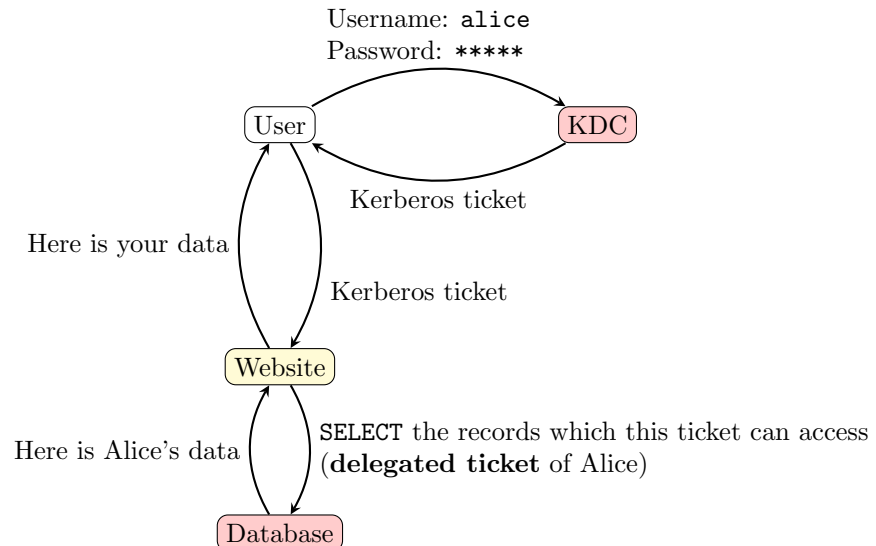 Username: alice
Password: *****
User
KDC
Kerberos ticket
Here is your data
Kerberos ticket
Website
SELECT the records which this ticket can access
(delegated ticket of Alice)
Here is Alice's data
Database